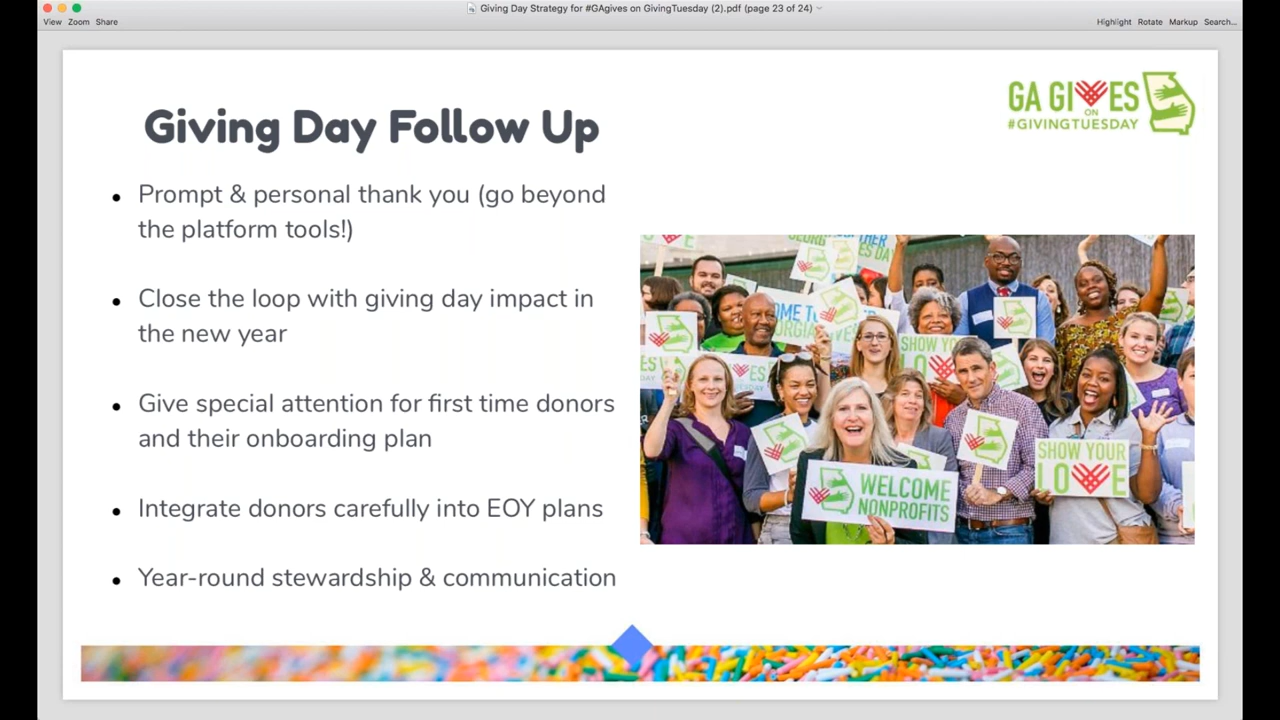 Giving Day Strategy for #GAgives on GivingTuesday (2).pdf (page 23 of 24)
View Zoom Share
Highlight Rotate Markup Search...
GA GIVES
ON
#GIVINGTUESDAY
Giving Day Follow Up
• Prompt & personal thank you (go beyond
the platform tools!)
• Close the loop with giving day impact in
the new year
• Give special attention for first time donors
and their onboarding plan
• Integrate donors carefully into EOY plans
• Year-round stewardship & communication
SHOW YO
WELCOME
NONPROFITS
SHOW YOUR
LOVE